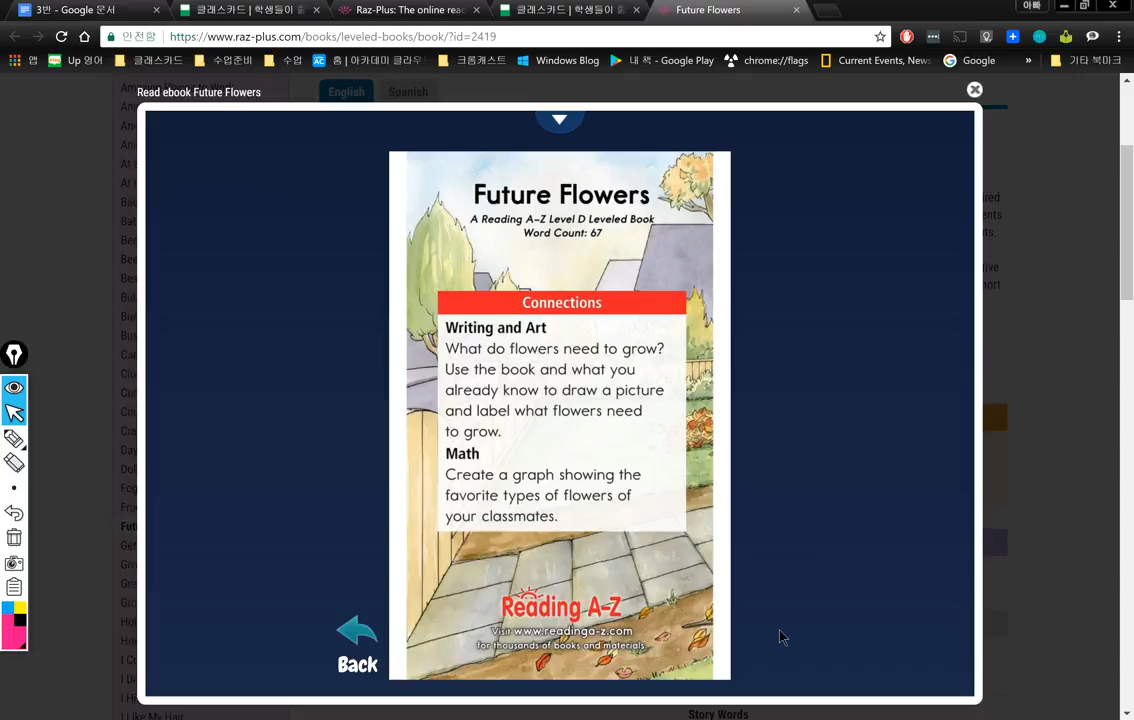 3반 - Google 문서
클래스카드 | 학생들이 즐
Raz-Plus: The online rea
클래스카드 | 학생들이 즐
Future Flowers
아빠
안전함
https://www.raz-plus.com/books/leveled-books/book/?id=2419
앱
Up 영어
클래스카드
수업준비
수업
홈 | 아카데미 클라우
크롬캐스트
Windows Blog
내 책 - Google Play
chrome://flags
Current Events, News
Google
»
기타 북마크
Read ebook Future Flowers
English
Spanish
Future Flowers
A Reading A–Z Level D Leveled Book
Word Count: 67
Connections
Writing and Art
What do flowers need to grow?
Use the book and what you
already know to draw a picture
and label what flowers need
to grow.
Math
Create a graph showing the
favorite types of flowers of
your classmates.
Reading A-Z
Visit www.readinga-z.com
for thousands of books and materials.
Back
Story Words
I Like My Hair